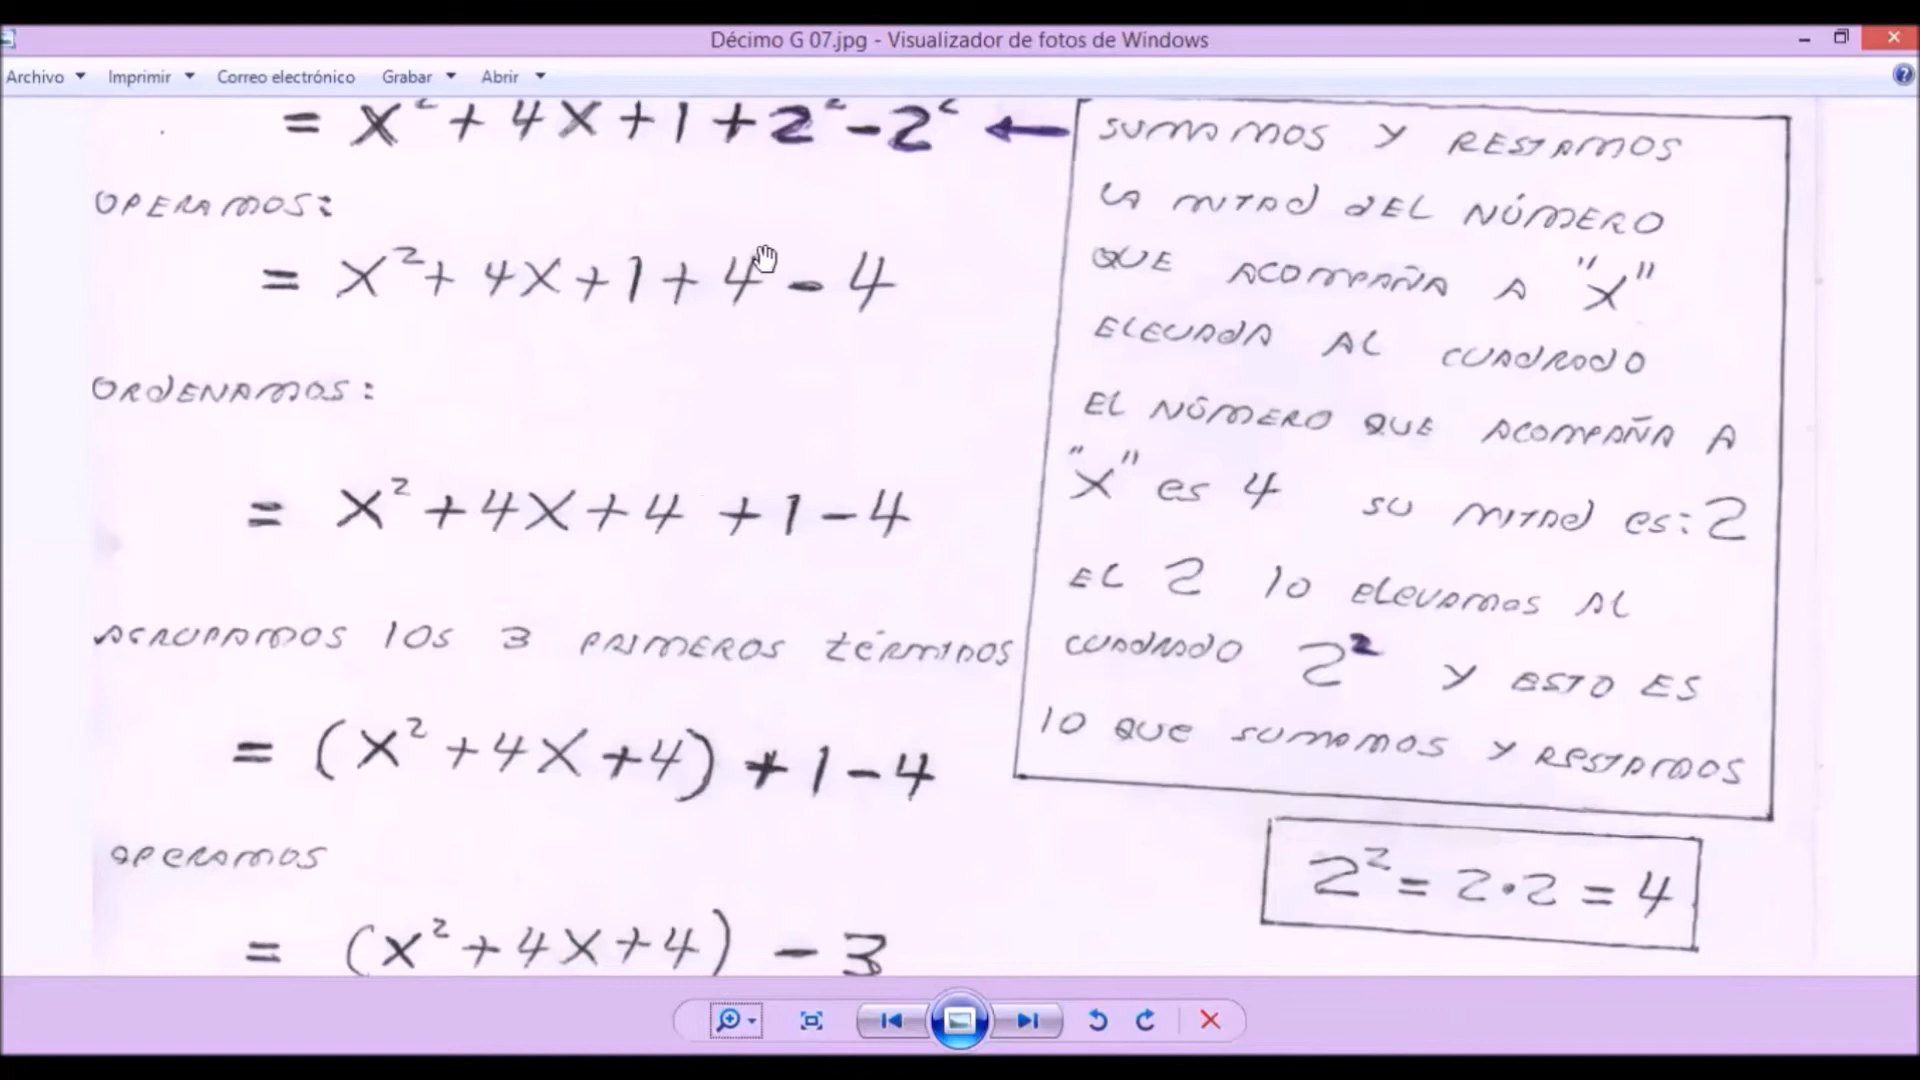 Décimo G 07.jpg - Visualizador de fotos de Windows
Archivo Imprimir Correo electrónico Grabar Abrir
= x² + 4x + 1 + 2² - 2²
OPERAMOS:
= x² + 4x + 1 + 4 - 4
ORDENAMOS:
= x² + 4x + 4 + 1 - 4
AGRUPAMOS LOS 3 PRIMEROS TÉRMINOS
= (x² + 4x + 4) + 1 - 4
OPERAMOS
= (x² + 4x + 4) - 3
SUMAMOS Y RESTAMOS
LA MITAD DEL NÚMERO
QUE ACOMPAÑA A "X"
ELEVADA AL CUADRADO
EL NÚMERO QUE ACOMPAÑA A
"X" es 4 SU MITAD es: 2
EL 2 lo ELEVAMOS AL
CUADRADO 2² Y ESTO ES
lo QUE SUMAMOS Y RESTAMOS
2² = 2·2 = 4